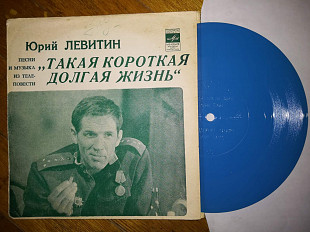 Юрий ЛЕВИТИН
ПЕСНИ
И МУЗЫКА
ИЗ ТЕЛЕ-
ПОВЕСТИ
„ТАКАЯ КОРОТКАЯ
ДОЛГАЯ ЖИЗНЬ“